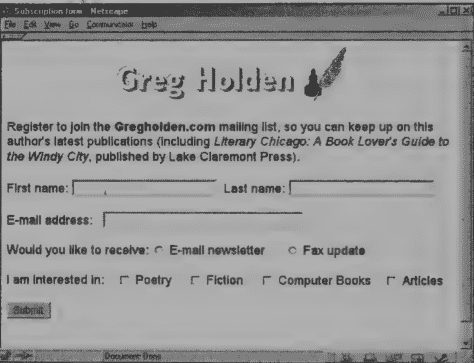 Subscription form - Netscape
File Edit View Go Communicator Help
Greg Holden
Register to join the Gregholden.com mailing list, so you can keep up on this
author's latest publications (including Literary Chicago: A Book Lover's Guide to
the Windy City, published by Lake Claremont Press).
First name: Last name:
E-mail address:
Would you like to receive: E-mail newsletter Fax update
I am interested in: Poetry Fiction Computer Books Articles
Submit
Document Done